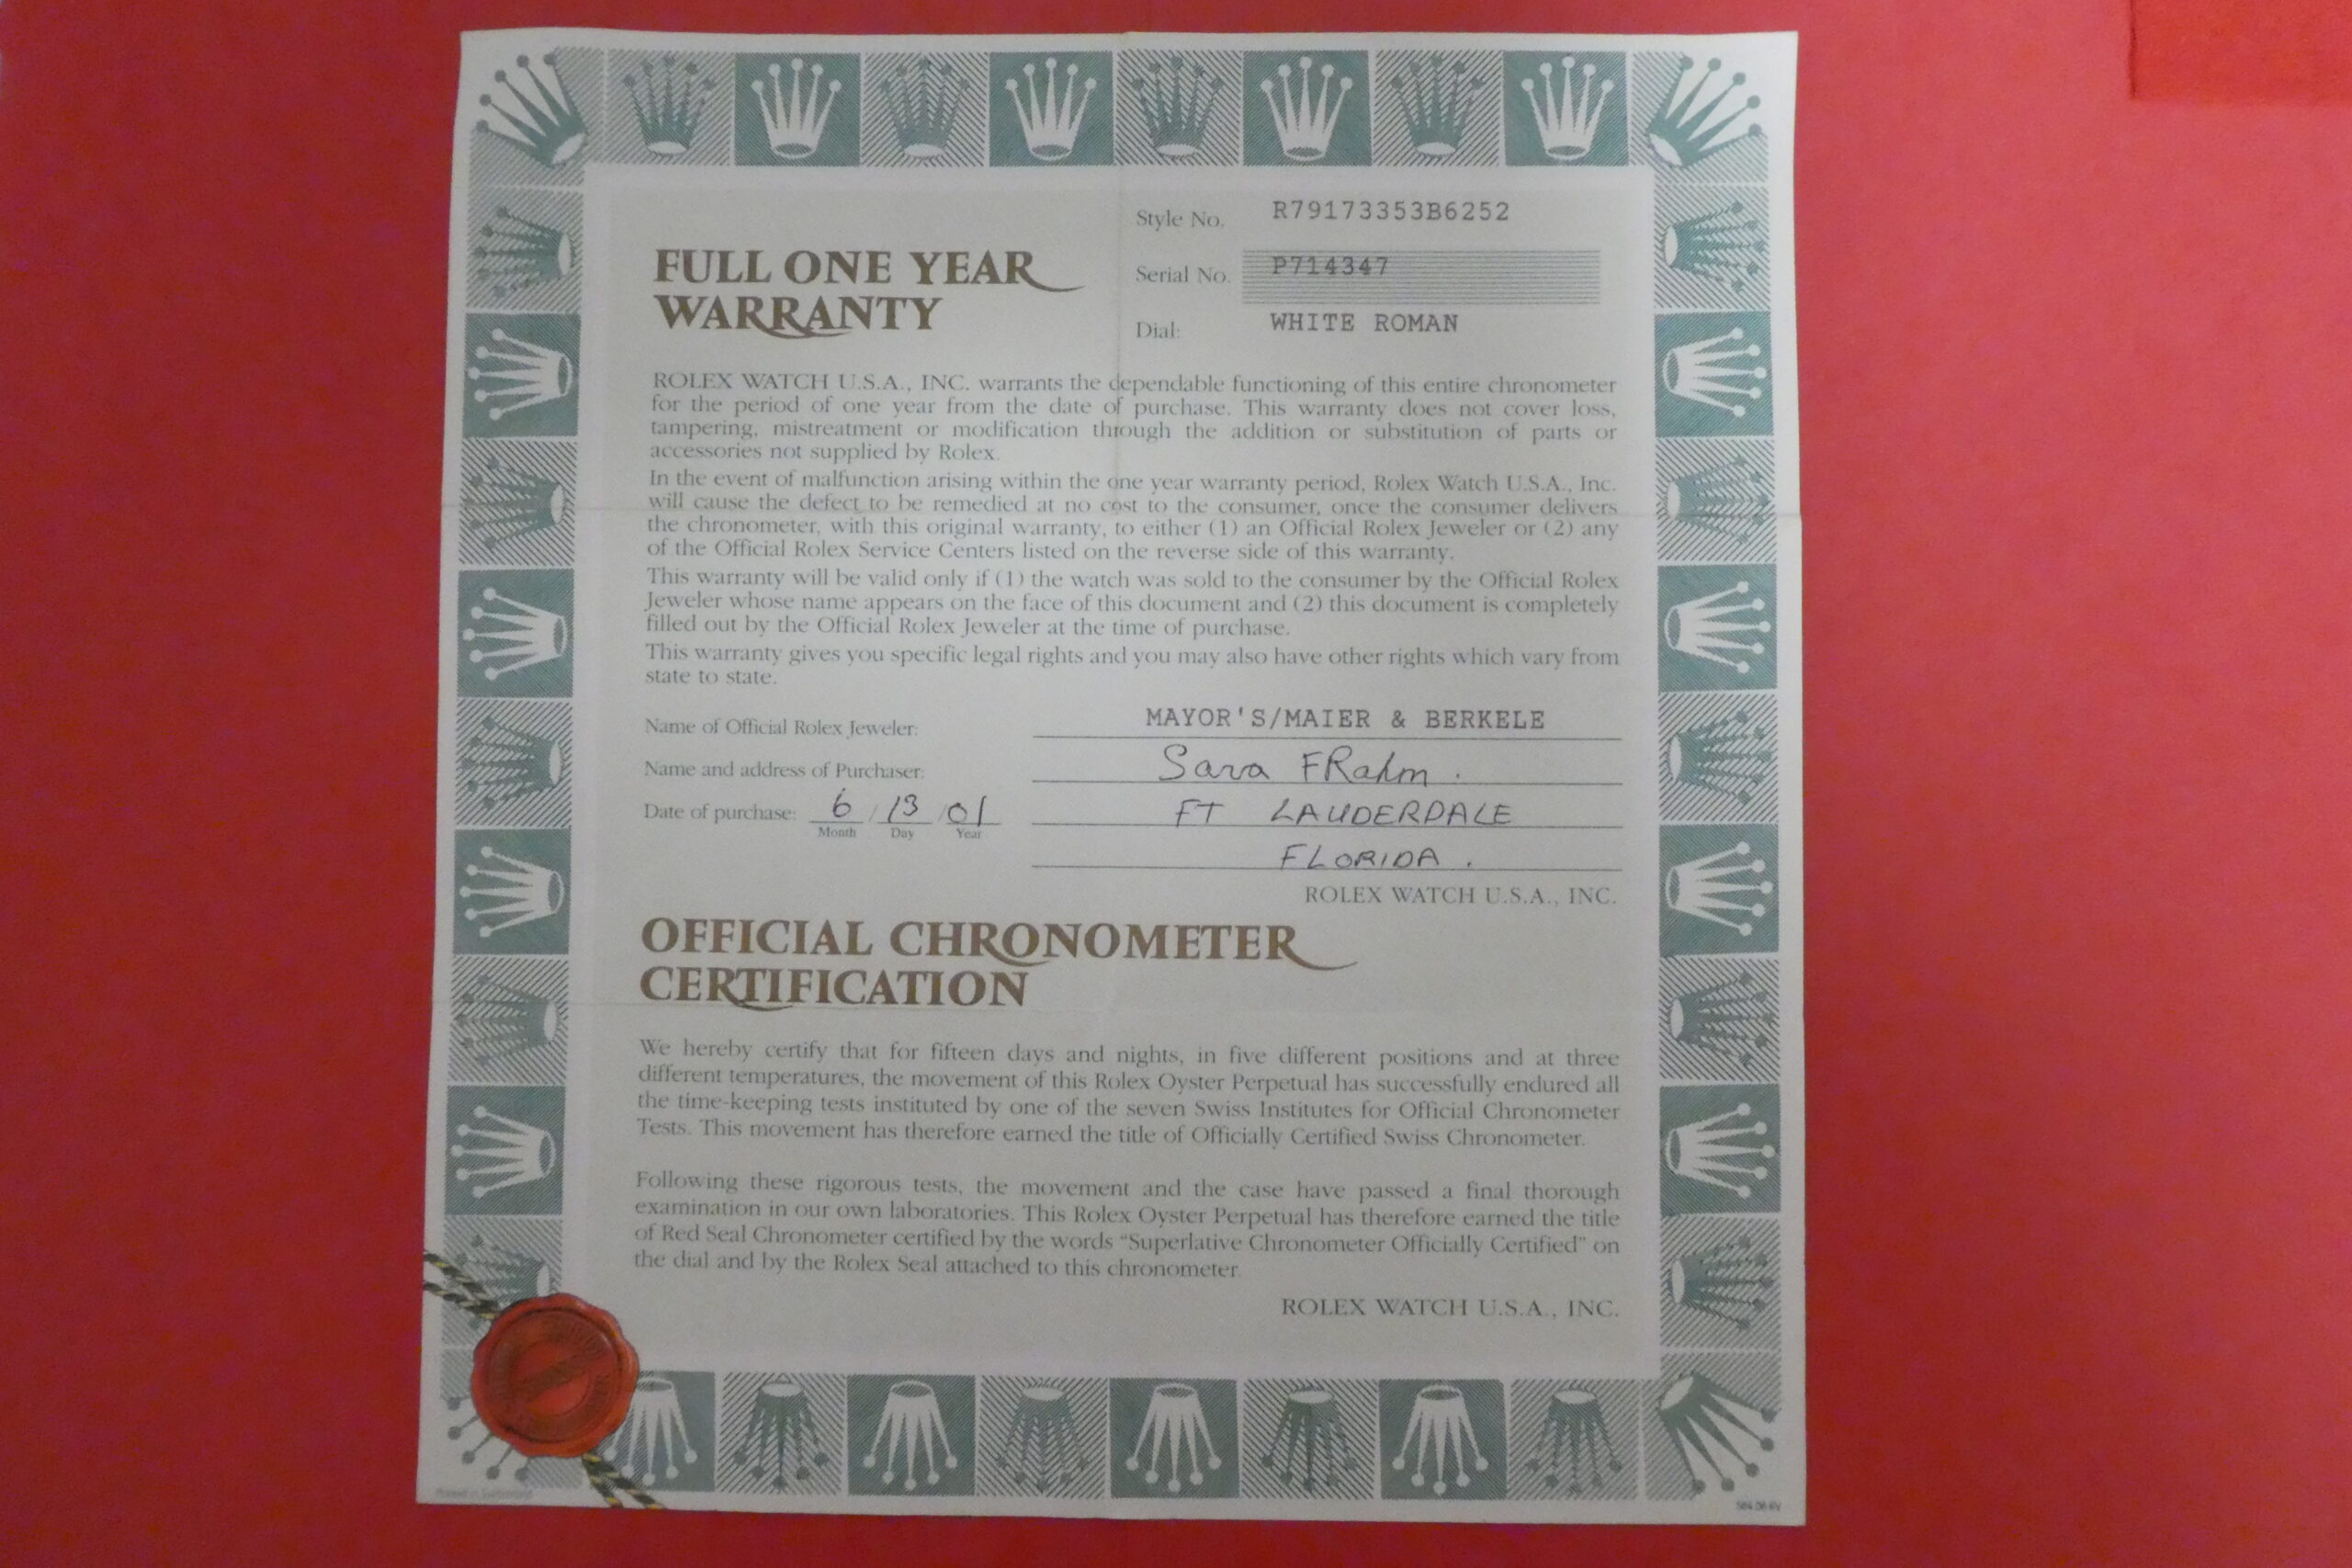 Style No. R79173353B6252
FULL ONE YEAR
WARRANTY
Serial No. P714347
Dial: WHITE ROMAN
ROLEX WATCH U.S.A., INC. warrants the dependable functioning of this entire chronometer
for the period of one year from the date of purchase. This warranty does not cover loss,
tampering, mistreatment or modification through the addition or substitution of parts or
accessories not supplied by Rolex.
In the event of malfunction arising within the one year warranty period, Rolex Watch U.S.A., Inc.
will cause the defect to be remedied at no cost to the consumer, once the consumer delivers
the chronometer, with this original warranty, to either (1) an Official Rolex Jeweler or (2) any
of the Official Rolex Service Centers listed on the reverse side of this warranty.
This warranty will be valid only if (1) the watch was sold to the consumer by the Official Rolex
Jeweler whose name appears on the face of this document and (2) this document is completely
filled out by the Official Rolex Jeweler at the time of purchase.
This warranty gives you specific legal rights and you may also have other rights which vary from
state to state.
Name of Official Rolex Jeweler: MAYOR'S/MAIER & BERKELE
Name and address of Purchaser: Sara FRahm.
Date of purchase: 6 / 13 / 01 FT LAUDERDALE
Month Day Year
FLORIDA.
ROLEX WATCH U.S.A., INC.
OFFICIAL CHRONOMETER
CERTIFICATION
We hereby certify that for fifteen days and nights, in five different positions and at three
different temperatures, the movement of this Rolex Oyster Perpetual has successfully endured all
the time-keeping tests instituted by one of the seven Swiss Institutes for Official Chronometer
Tests. This movement has therefore earned the title of Officially Certified Swiss Chronometer.
Following these rigorous tests, the movement and the case have passed a final thorough
examination in our own laboratories. This Rolex Oyster Perpetual has therefore earned the title
of Red Seal Chronometer certified by the words “Superlative Chronometer Officially Certified” on
the dial and by the Rolex Seal attached to this chronometer.
ROLEX WATCH U.S.A., INC.
Printed in Switzerland